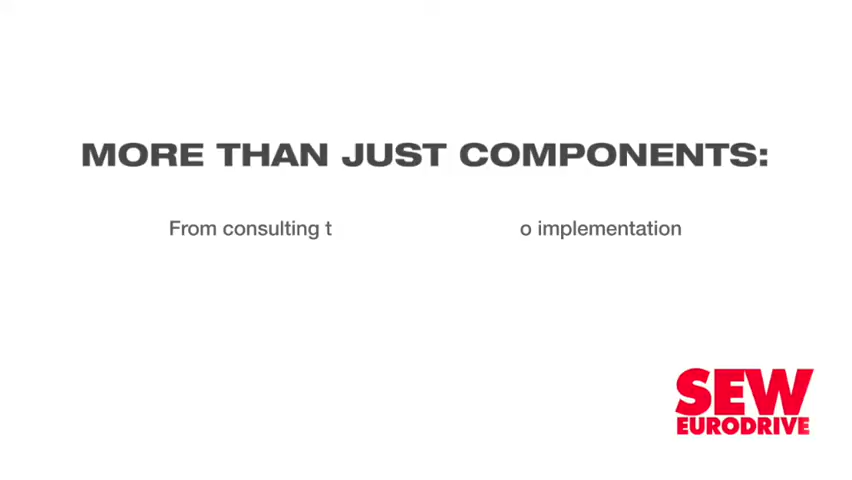 MORE THAN JUST COMPONENTS:
From consulting t o implementation
SEW
EURODRIVE